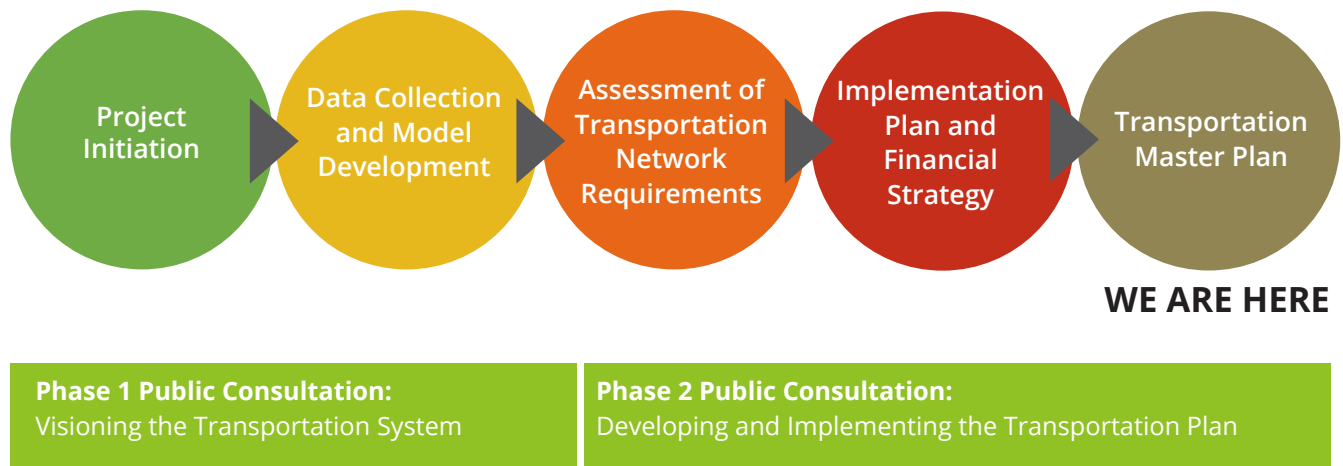 Project
Initiation
Data Collection
and Model
Development
Assessment of
Transportation
Network
Requirements
Implementation
Plan and
Financial
Strategy
Transportation
Master Plan
WE ARE HERE
Phase 1 Public Consultation:
Visioning the Transportation System
Phase 2 Public Consultation:
Developing and Implementing the Transportation Plan